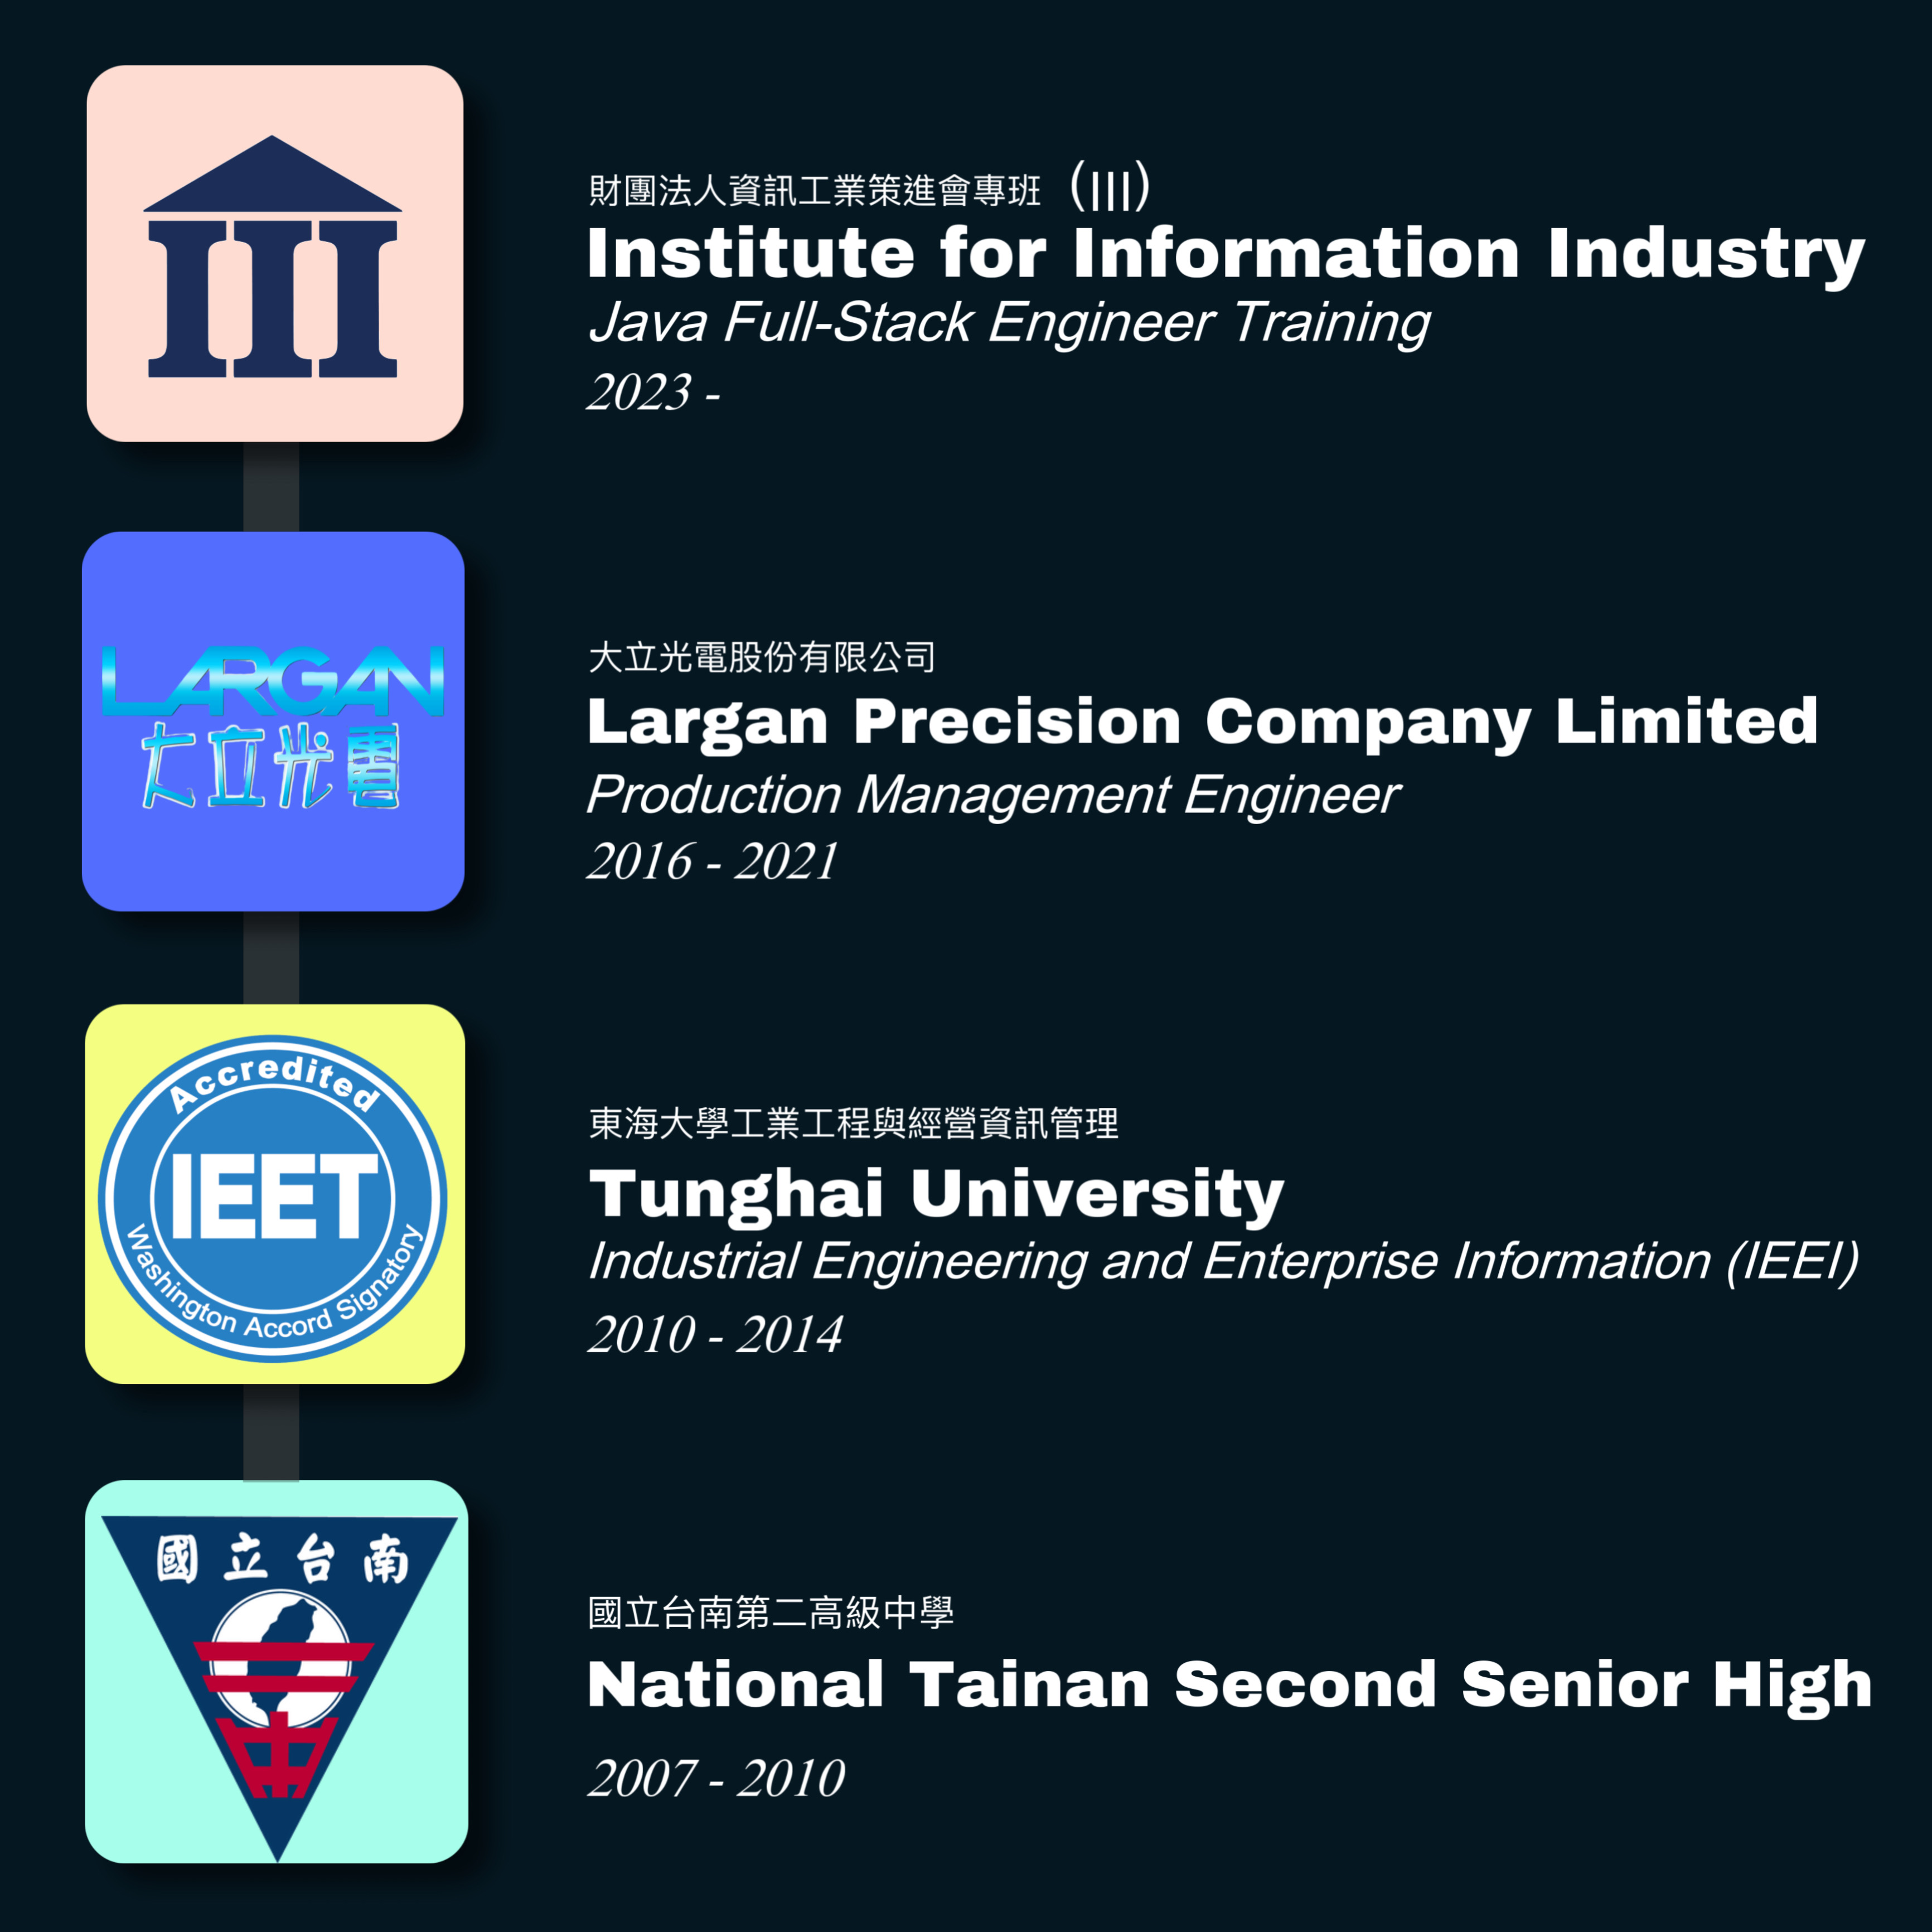 財團法人資訊工業策進會專班 (III)
Institute for Information Industry
Java Full-Stack Engineer Training
2023 -
LARGAN
大立光電
大立光電股份有限公司
Largan Precision Company Limited
Production Management Engineer
2016 - 2021
Accredited
IEET
Washington Accord Signatory
東海大學工業工程與經營資訊管理
Tunghai University
Industrial Engineering and Enterprise Information (IEEI)
2010 - 2014
國立台南
國立台南第二高級中學
National Tainan Second Senior High
2007 - 2010